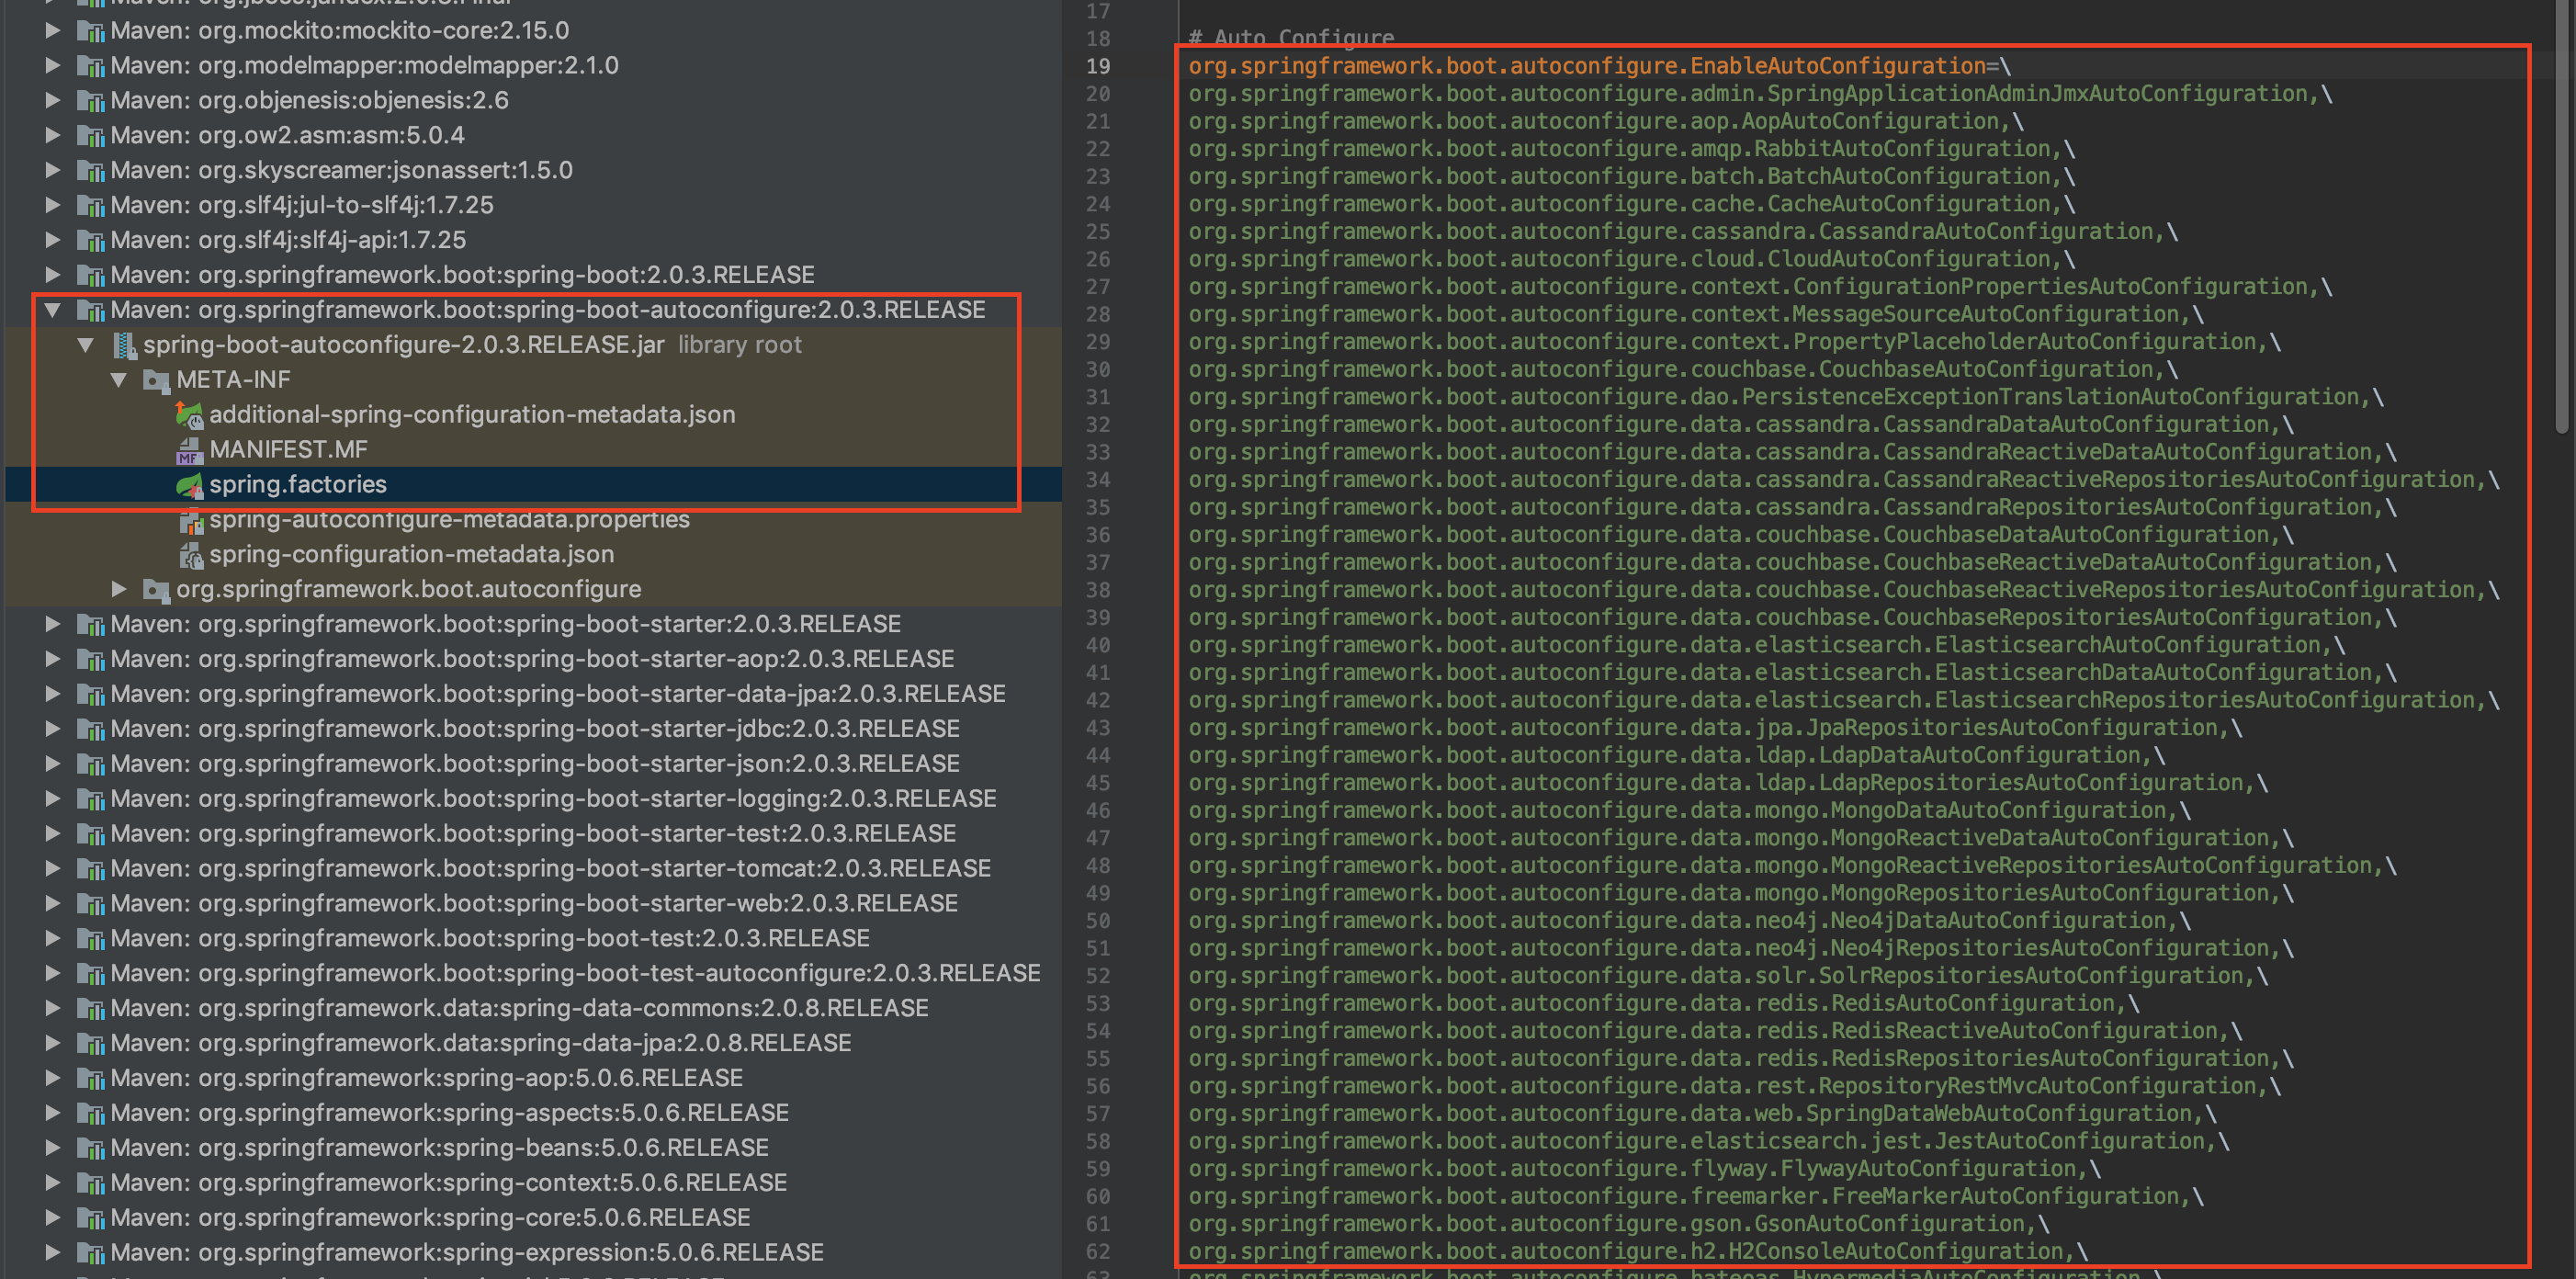 Maven: org.jboss:jandex:2.0.5.Final
Maven: org.mockito:mockito-core:2.15.0
Maven: org.modelmapper:modelmapper:2.1.0
Maven: org.objenesis:objenesis:2.6
Maven: org.ow2.asm:asm:5.0.4
Maven: org.skyscreamer:jsonassert:1.5.0
Maven: org.slf4j:jul-to-slf4j:1.7.25
Maven: org.slf4j:slf4j-api:1.7.25
Maven: org.springframework.boot:spring-boot:2.0.3.RELEASE
Maven: org.springframework.boot:spring-boot-autoconfigure:2.0.3.RELEASE
spring-boot-autoconfigure-2.0.3.RELEASE.jar library root
META-INF
additional-spring-configuration-metadata.json
MANIFEST.MF
spring.factories
spring-autoconfigure-metadata.properties
spring-configuration-metadata.json
org.springframework.boot.autoconfigure
Maven: org.springframework.boot:spring-boot-starter:2.0.3.RELEASE
Maven: org.springframework.boot:spring-boot-starter-aop:2.0.3.RELEASE
Maven: org.springframework.boot:spring-boot-starter-data-jpa:2.0.3.RELEASE
Maven: org.springframework.boot:spring-boot-starter-jdbc:2.0.3.RELEASE
Maven: org.springframework.boot:spring-boot-starter-json:2.0.3.RELEASE
Maven: org.springframework.boot:spring-boot-starter-logging:2.0.3.RELEASE
Maven: org.springframework.boot:spring-boot-starter-test:2.0.3.RELEASE
Maven: org.springframework.boot:spring-boot-starter-tomcat:2.0.3.RELEASE
Maven: org.springframework.boot:spring-boot-starter-web:2.0.3.RELEASE
Maven: org.springframework.boot:spring-boot-test:2.0.3.RELEASE
Maven: org.springframework.boot:spring-boot-test-autoconfigure:2.0.3.RELEASE
Maven: org.springframework.data:spring-data-commons:2.0.8.RELEASE
Maven: org.springframework.data:spring-data-jpa:2.0.8.RELEASE
Maven: org.springframework:spring-aop:5.0.6.RELEASE
Maven: org.springframework:spring-aspects:5.0.6.RELEASE
Maven: org.springframework:spring-beans:5.0.6.RELEASE
Maven: org.springframework:spring-context:5.0.6.RELEASE
Maven: org.springframework:spring-core:5.0.6.RELEASE
Maven: org.springframework:spring-expression:5.0.6.RELEASE
17
18 # Auto Configure
19 org.springframework.boot.autoconfigure.EnableAutoConfiguration=\
20 org.springframework.boot.autoconfigure.admin.SpringApplicationAdminJmxAutoConfiguration,\
21 org.springframework.boot.autoconfigure.aop.AopAutoConfiguration,\
22 org.springframework.boot.autoconfigure.amqp.RabbitAutoConfiguration,\
23 org.springframework.boot.autoconfigure.batch.BatchAutoConfiguration,\
24 org.springframework.boot.autoconfigure.cache.CacheAutoConfiguration,\
25 org.springframework.boot.autoconfigure.cassandra.CassandraAutoConfiguration,\
26 org.springframework.boot.autoconfigure.cloud.CloudAutoConfiguration,\
27 org.springframework.boot.autoconfigure.context.ConfigurationPropertiesAutoConfiguration,\
28 org.springframework.boot.autoconfigure.context.MessageSourceAutoConfiguration,\
29 org.springframework.boot.autoconfigure.context.PropertyPlaceholderAutoConfiguration,\
30 org.springframework.boot.autoconfigure.couchbase.CouchbaseAutoConfiguration,\
31 org.springframework.boot.autoconfigure.dao.PersistenceExceptionTranslationAutoConfiguration,\
32 org.springframework.boot.autoconfigure.data.cassandra.CassandraDataAutoConfiguration,\
33 org.springframework.boot.autoconfigure.data.cassandra.CassandraReactiveDataAutoConfiguration,\
34 org.springframework.boot.autoconfigure.data.cassandra.CassandraReactiveRepositoriesAutoConfiguration,\
35 org.springframework.boot.autoconfigure.data.cassandra.CassandraRepositoriesAutoConfiguration,\
36 org.springframework.boot.autoconfigure.data.couchbase.CouchbaseDataAutoConfiguration,\
37 org.springframework.boot.autoconfigure.data.couchbase.CouchbaseReactiveDataAutoConfiguration,\
38 org.springframework.boot.autoconfigure.data.couchbase.CouchbaseReactiveRepositoriesAutoConfiguration,\
39 org.springframework.boot.autoconfigure.data.couchbase.CouchbaseRepositoriesAutoConfiguration,\
40 org.springframework.boot.autoconfigure.data.elasticsearch.ElasticsearchAutoConfiguration,\
41 org.springframework.boot.autoconfigure.data.elasticsearch.ElasticsearchDataAutoConfiguration,\
42 org.springframework.boot.autoconfigure.data.elasticsearch.ElasticsearchRepositoriesAutoConfiguration,\
43 org.springframework.boot.autoconfigure.data.jpa.JpaRepositoriesAutoConfiguration,\
44 org.springframework.boot.autoconfigure.data.ldap.LdapDataAutoConfiguration,\
45 org.springframework.boot.autoconfigure.data.ldap.LdapRepositoriesAutoConfiguration,\
46 org.springframework.boot.autoconfigure.data.mongo.MongoDataAutoConfiguration,\
47 org.springframework.boot.autoconfigure.data.mongo.MongoReactiveDataAutoConfiguration,\
48 org.springframework.boot.autoconfigure.data.mongo.MongoReactiveRepositoriesAutoConfiguration,\
49 org.springframework.boot.autoconfigure.data.mongo.MongoRepositoriesAutoConfiguration,\
50 org.springframework.boot.autoconfigure.data.neo4j.Neo4jDataAutoConfiguration,\
51 org.springframework.boot.autoconfigure.data.neo4j.Neo4jRepositoriesAutoConfiguration,\
52 org.springframework.boot.autoconfigure.data.solr.SolrRepositoriesAutoConfiguration,\
53 org.springframework.boot.autoconfigure.data.redis.RedisAutoConfiguration,\
54 org.springframework.boot.autoconfigure.data.redis.RedisReactiveAutoConfiguration,\
55 org.springframework.boot.autoconfigure.data.redis.RedisRepositoriesAutoConfiguration,\
56 org.springframework.boot.autoconfigure.data.rest.RepositoryRestMvcAutoConfiguration,\
57 org.springframework.boot.autoconfigure.data.web.SpringDataWebAutoConfiguration,\
58 org.springframework.boot.autoconfigure.elasticsearch.jest.JestAutoConfiguration,\
59 org.springframework.boot.autoconfigure.flyway.FlywayAutoConfiguration,\
60 org.springframework.boot.autoconfigure.freemarker.FreeMarkerAutoConfiguration,\
61 org.springframework.boot.autoconfigure.gson.GsonAutoConfiguration,\
62 org.springframework.boot.autoconfigure.h2.H2ConsoleAutoConfiguration,\
63 org.springframework.boot.autoconfigure.hateoas.HypermediaAutoConfiguration,\